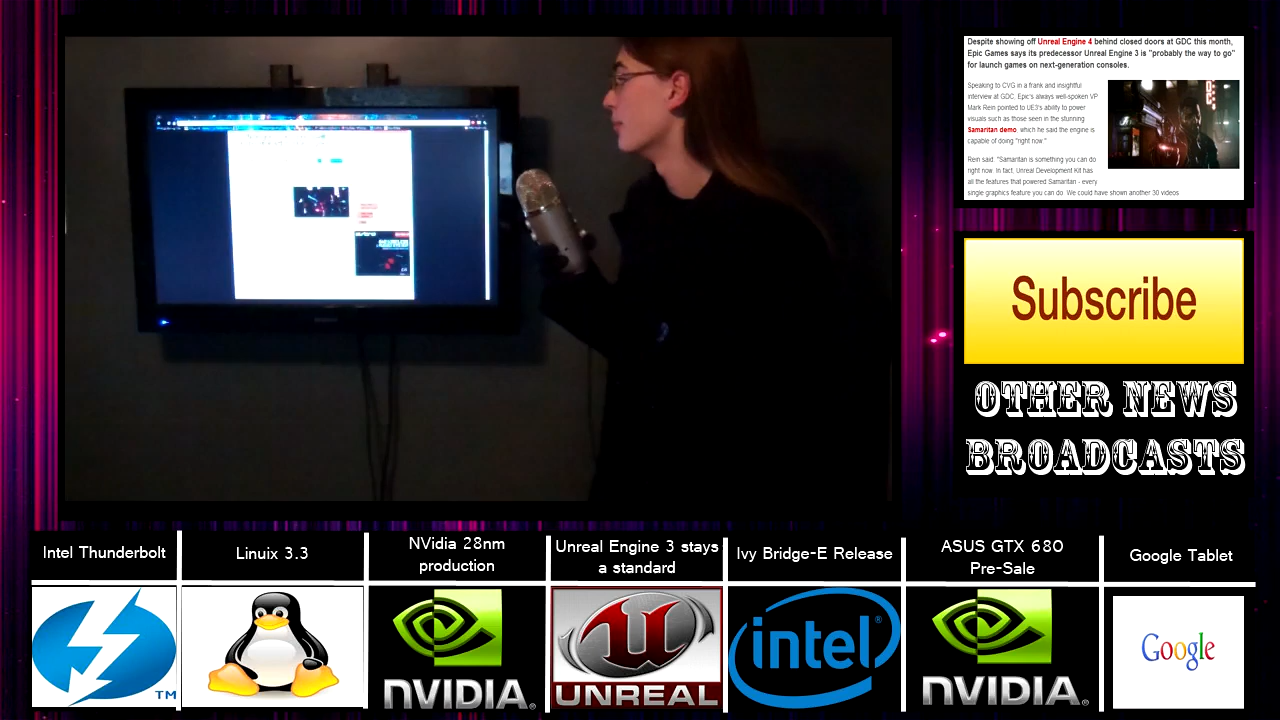 Despite showing off Unreal Engine 4 behind closed doors at GDC this month,
Epic Games says its predecessor Unreal Engine 3 is "probably the way to go"
for launch games on next-generation consoles.
Speaking to CVG in a frank and insightful
interview at GDC, Epic's always well-spoken VP
Mark Rein pointed to UE3's ability to power
visuals such as those seen in the stunning
Samaritan demo, which he said the engine is
capable of doing "right now."
Rein said: "Samaritan is something you can do
right now. In fact, Unreal Development Kit has
all the features that powered Samaritan - every
single graphics feature you can do. We could have shown another 30 videos
Subscribe
OTHER NEWS
BROADCASTS
Intel Thunderbolt
Linuix 3.3
NVidia 28nm
production
Unreal Engine 3 stays
a standard
Ivy Bridge-E Release
ASUS GTX 680
Pre-Sale
Google Tablet
TM
NVIDIA®
UNREAL
intel®
NVIDIA®
Google